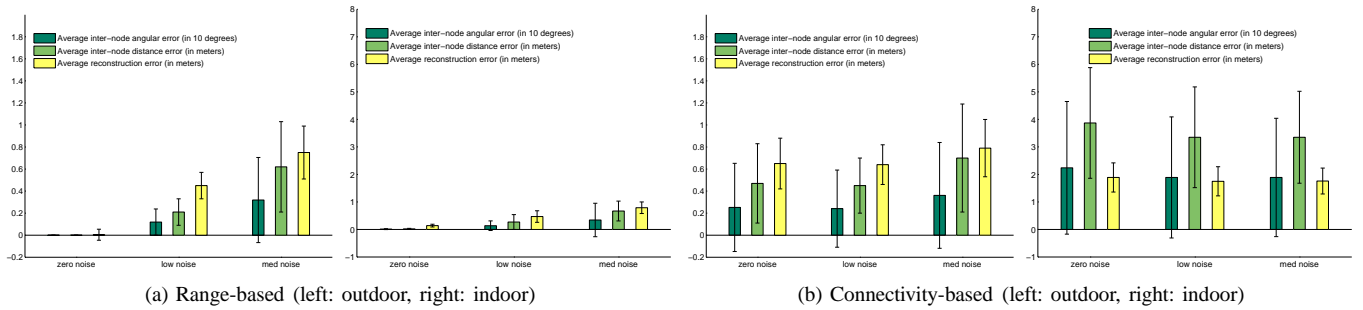 1.8
1.6
1.4
1.2
1
0.8
0.6
0.4
0.2
0
−0.2
Average inter−node angular error (in 10 degrees)
Average inter−node distance error (in meters)
Average reconstruction error (in meters)
zero noise low noise med noise
8
7
6
5
4
3
2
1
0
−1
Average inter−node angular error (in 10 degrees)
Average inter−node distance error (in meters)
Average reconstruction error (in meters)
zero noise low noise med noise
(a) Range-based (left: outdoor, right: indoor)
1.8
1.6
1.4
1.2
1
0.8
0.6
0.4
0.2
0
−0.2
Average inter−node angular error (in 10 degrees)
Average inter−node distance error (in meters)
Average reconstruction error (in meters)
zero noise low noise med noise
8
7
6
5
4
3
2
1
0
−1
Average inter−node angular error (in 10 degrees)
Average inter−node distance error (in meters)
Average reconstruction error (in meters)
zero noise low noise med noise
(b) Connectivity-based (left: outdoor, right: indoor)